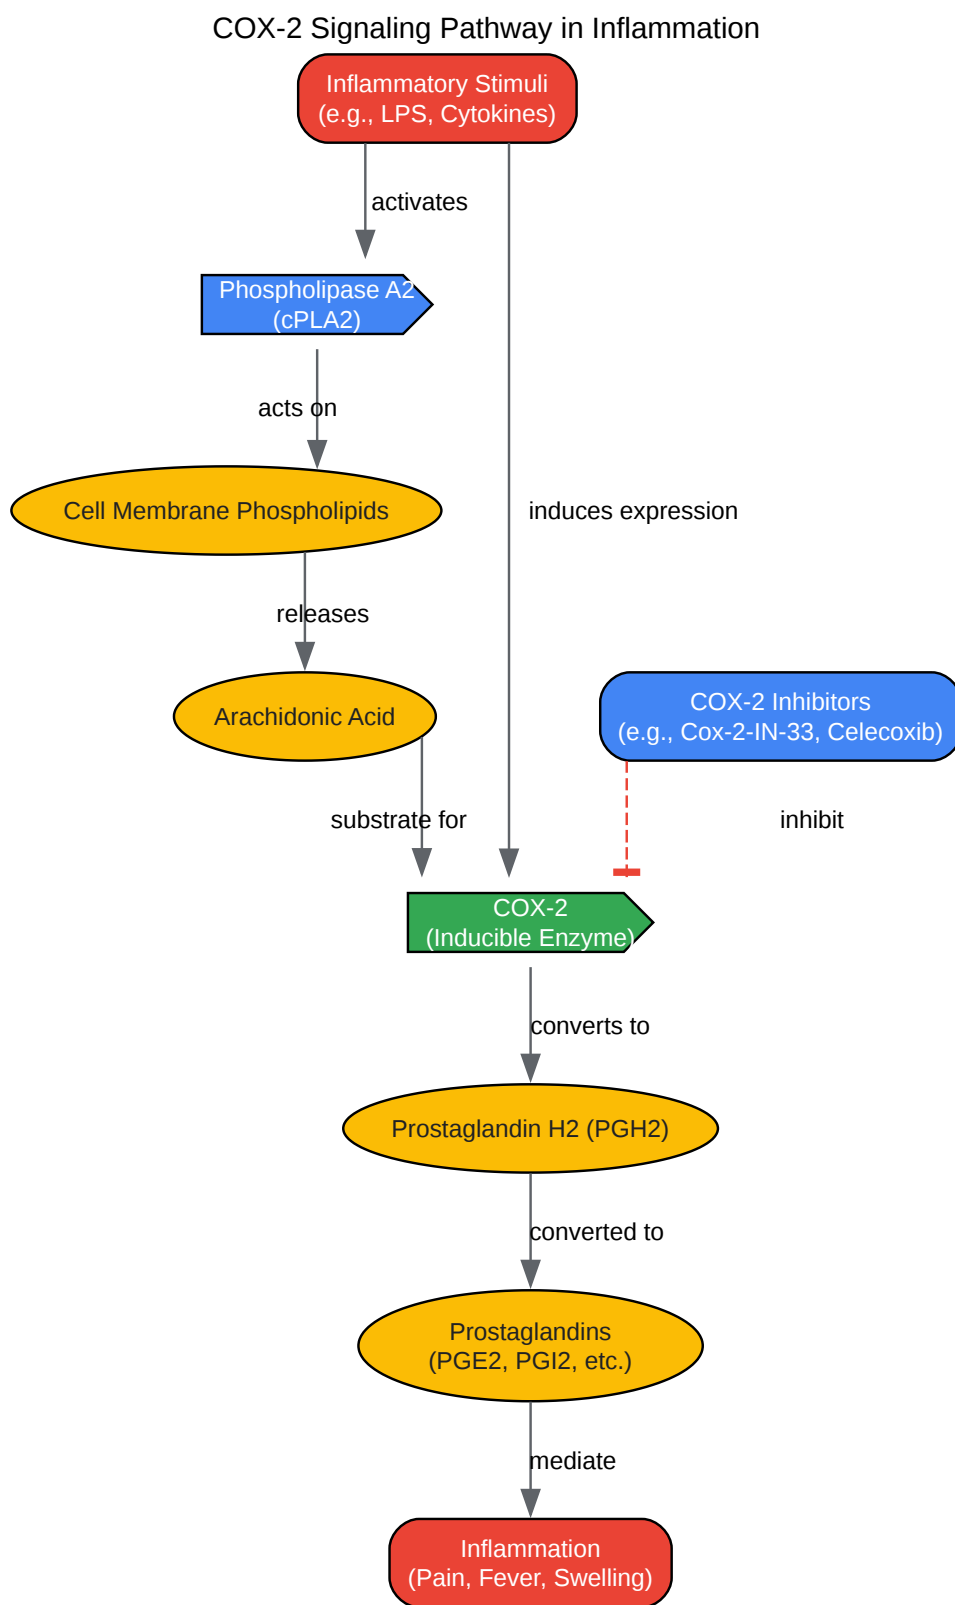 COX-2 Signaling Pathway in Inflammation
Inflammatory Stimuli
(e.g., LPS, Cytokines)
activates
Phospholipase A2
(cPLA2)
acts on
Cell Membrane Phospholipids
induces expression
releases
Arachidonic Acid
COX-2 Inhibitors
(e.g., Cox-2-IN-33, Celecoxib)
substrate for
inhibit
COX-2
(Inducible Enzyme)
converts to
Prostaglandin H2 (PGH2)
converted to
Prostaglandins
(PGE2, PGI2, etc.)
mediate
Inflammation
(Pain, Fever, Swelling)